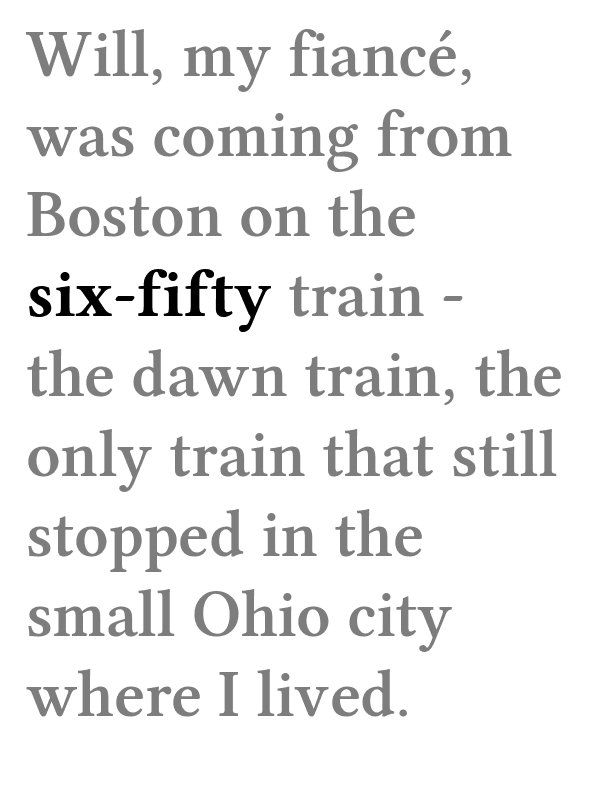 Will, my fiancé,
was coming from
Boston on the
six-fifty train -
the dawn train, the
only train that still
stopped in the
small Ohio city
where I lived.